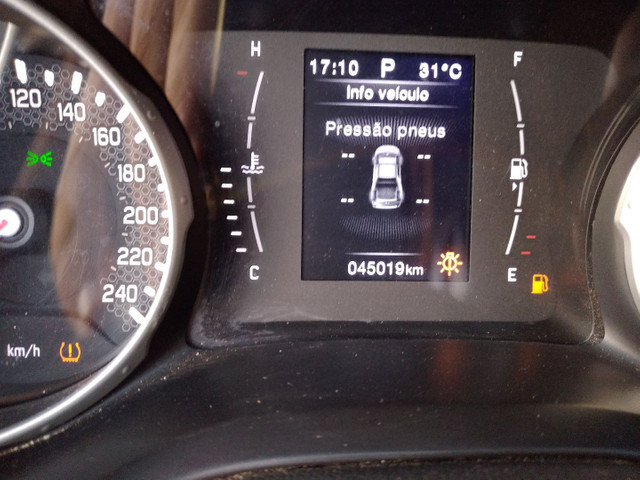 120
140
160
180
200
220
240
km/h
H
C
17:10 P 31°C
Info veículo
Pressão pneus
-- --
-- --
045019km
F
E